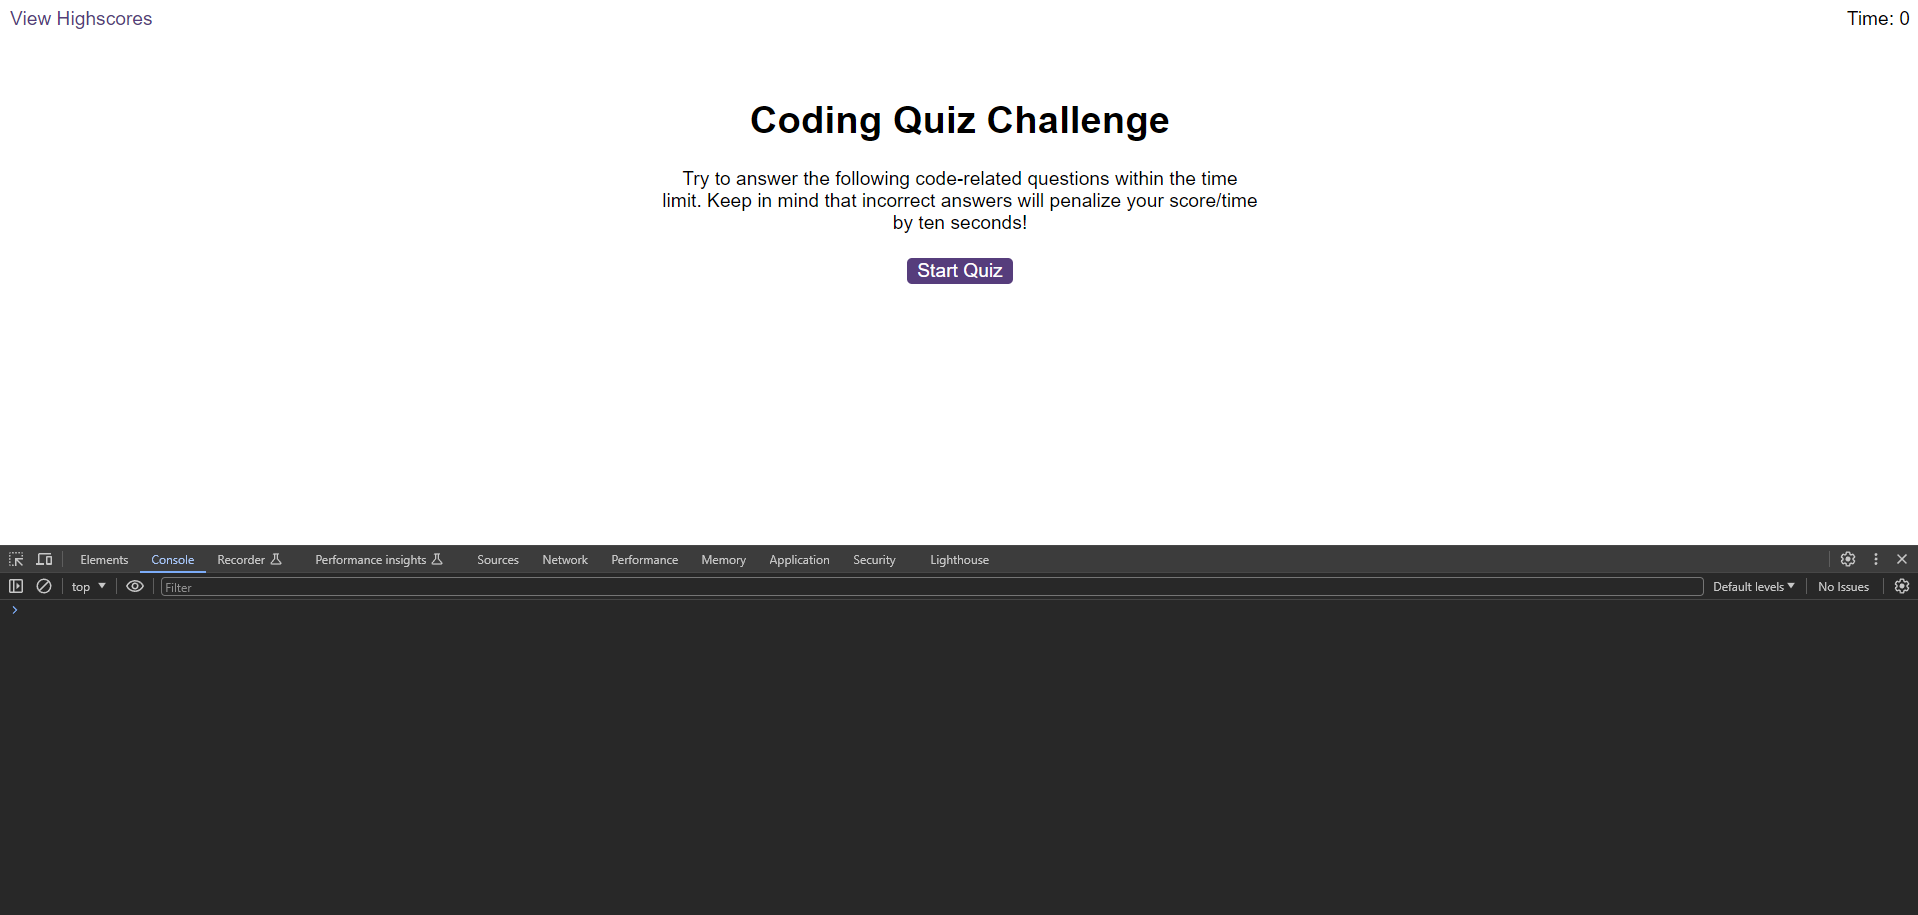 View Highscores
Time: 0
Coding Quiz Challenge
Try to answer the following code-related questions within the time
limit. Keep in mind that incorrect answers will penalize your score/time
by ten seconds!
Start Quiz
Elements Console Recorder Performance insights Sources Network Performance Memory Application Security Lighthouse
top Filter Default levels No Issues